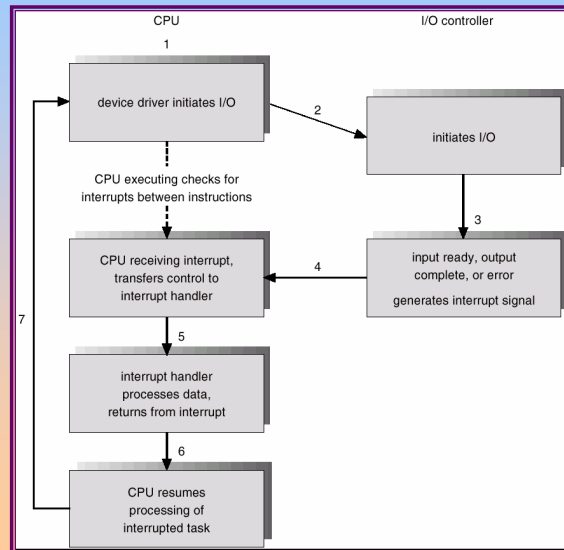 CPU
I/O controller
1
device driver initiates I/O
2
initiates I/O
CPU executing checks for
interrupts between instructions
3
CPU receiving interrupt,
transfers control to
interrupt handler
4
input ready, output
complete, or error
generates interrupt signal
7
5
interrupt handler
processes data,
returns from interrupt
6
CPU resumes
processing of
interrupted task